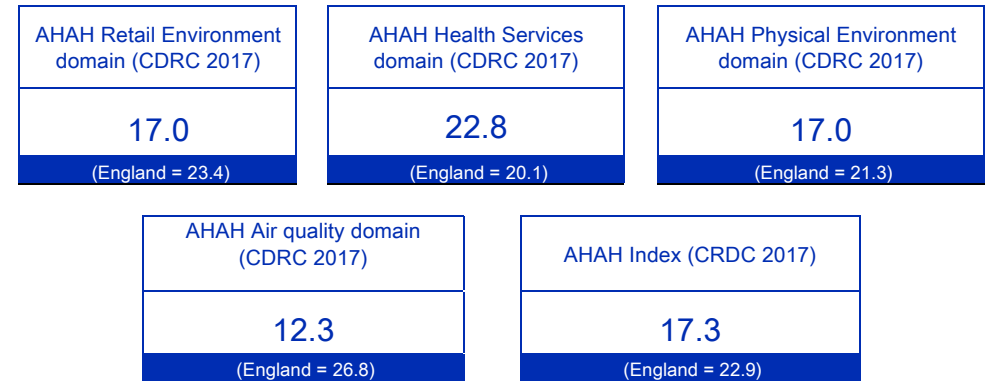 AHAH Retail Environment
domain (CDRC 2017)
17.0
(England = 23.4)
AHAH Health Services
domain (CDRC 2017)
22.8
(England = 20.1)
AHAH Physical Environment
domain (CDRC 2017)
17.0
(England = 21.3)
AHAH Air quality domain
(CDRC 2017)
12.3
(England = 26.8)
AHAH Index (CRDC 2017)
17.3
(England = 22.9)